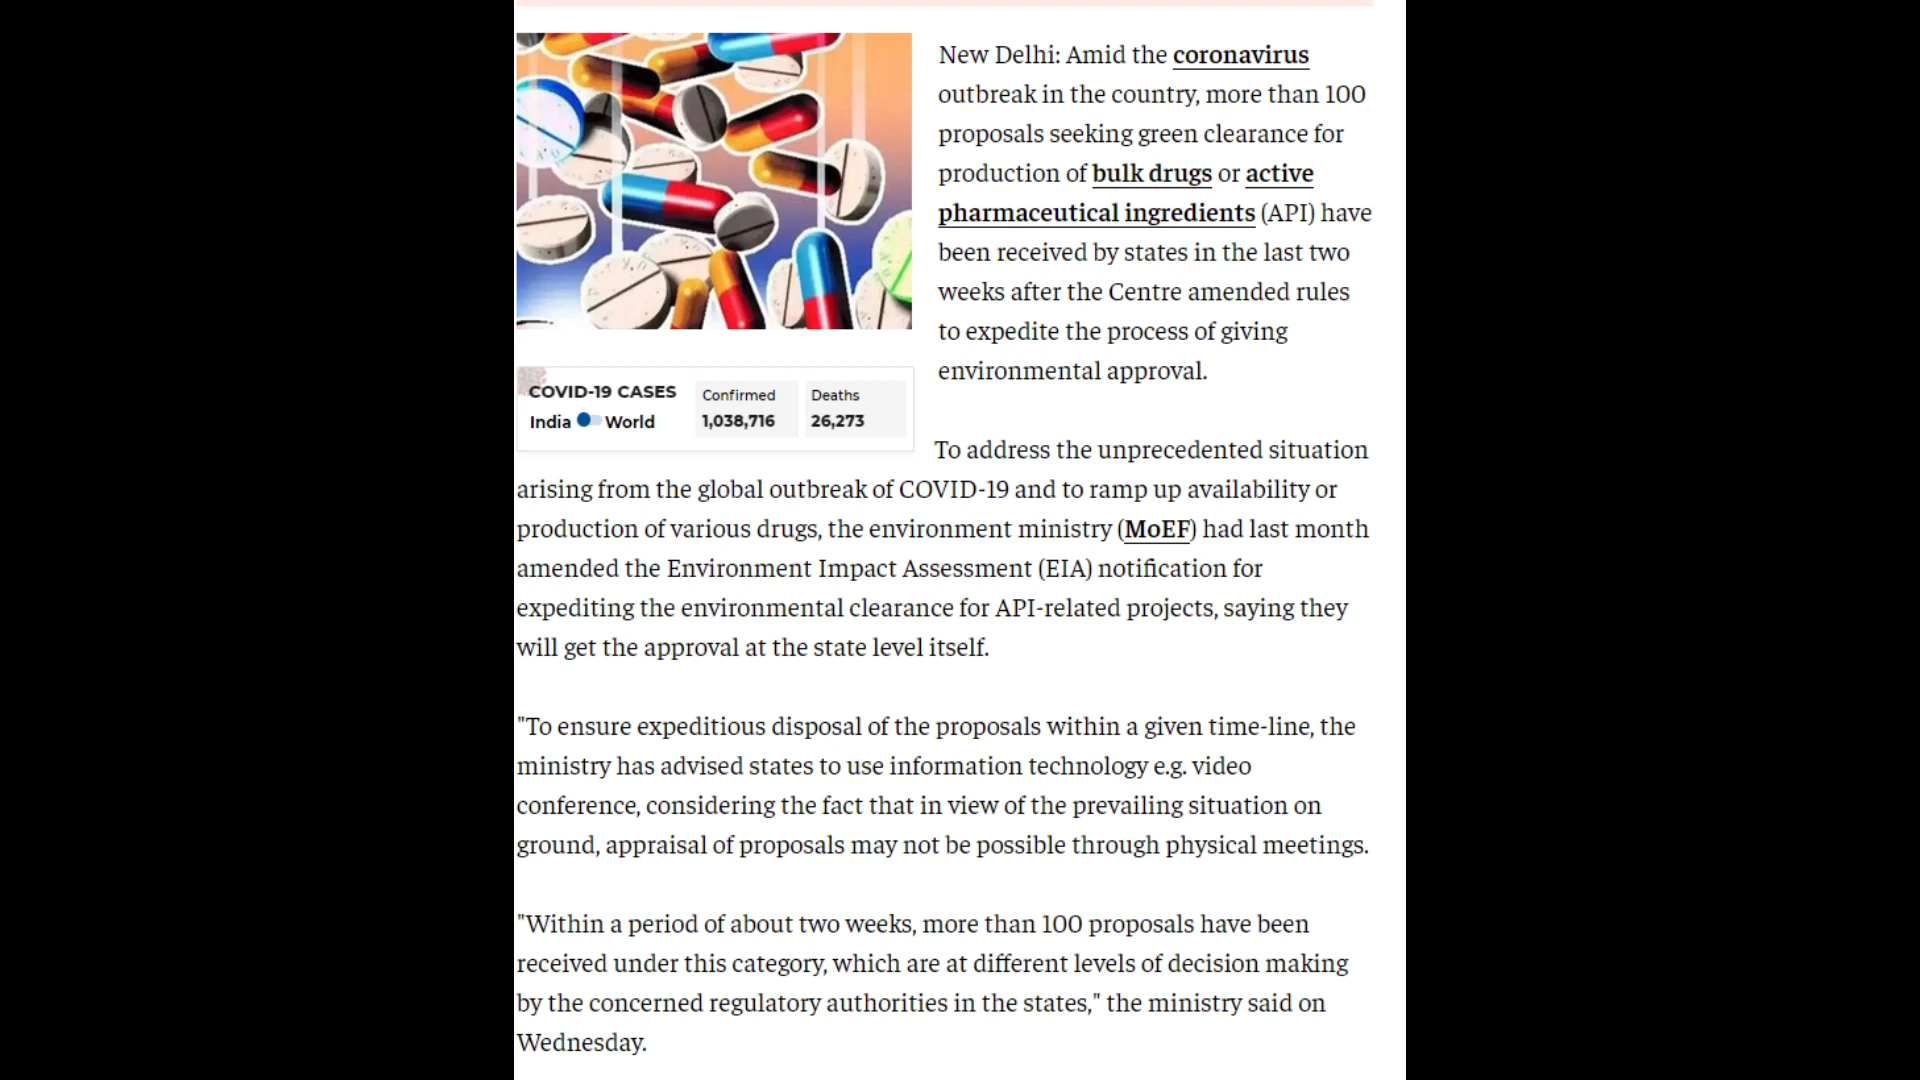 New Delhi: Amid the coronavirus
outbreak in the country, more than 100
proposals seeking green clearance for
production of bulk drugs or active
pharmaceutical ingredients (API) have
been received by states in the last two
weeks after the Centre amended rules
to expedite the process of giving
environmental approval.
COVID-19 CASES
India World
Confirmed
1,038,716
Deaths
26,273
To address the unprecedented situation
arising from the global outbreak of COVID-19 and to ramp up availability or
production of various drugs, the environment ministry (MoEF) had last month
amended the Environment Impact Assessment (EIA) notification for
expediting the environmental clearance for API-related projects, saying they
will get the approval at the state level itself.
"To ensure expeditious disposal of the proposals within a given time-line, the
ministry has advised states to use information technology e.g. video
conference, considering the fact that in view of the prevailing situation on
ground, appraisal of proposals may not be possible through physical meetings.
"Within a period of about two weeks, more than 100 proposals have been
received under this category, which are at different levels of decision making
by the concerned regulatory authorities in the states," the ministry said on
Wednesday.